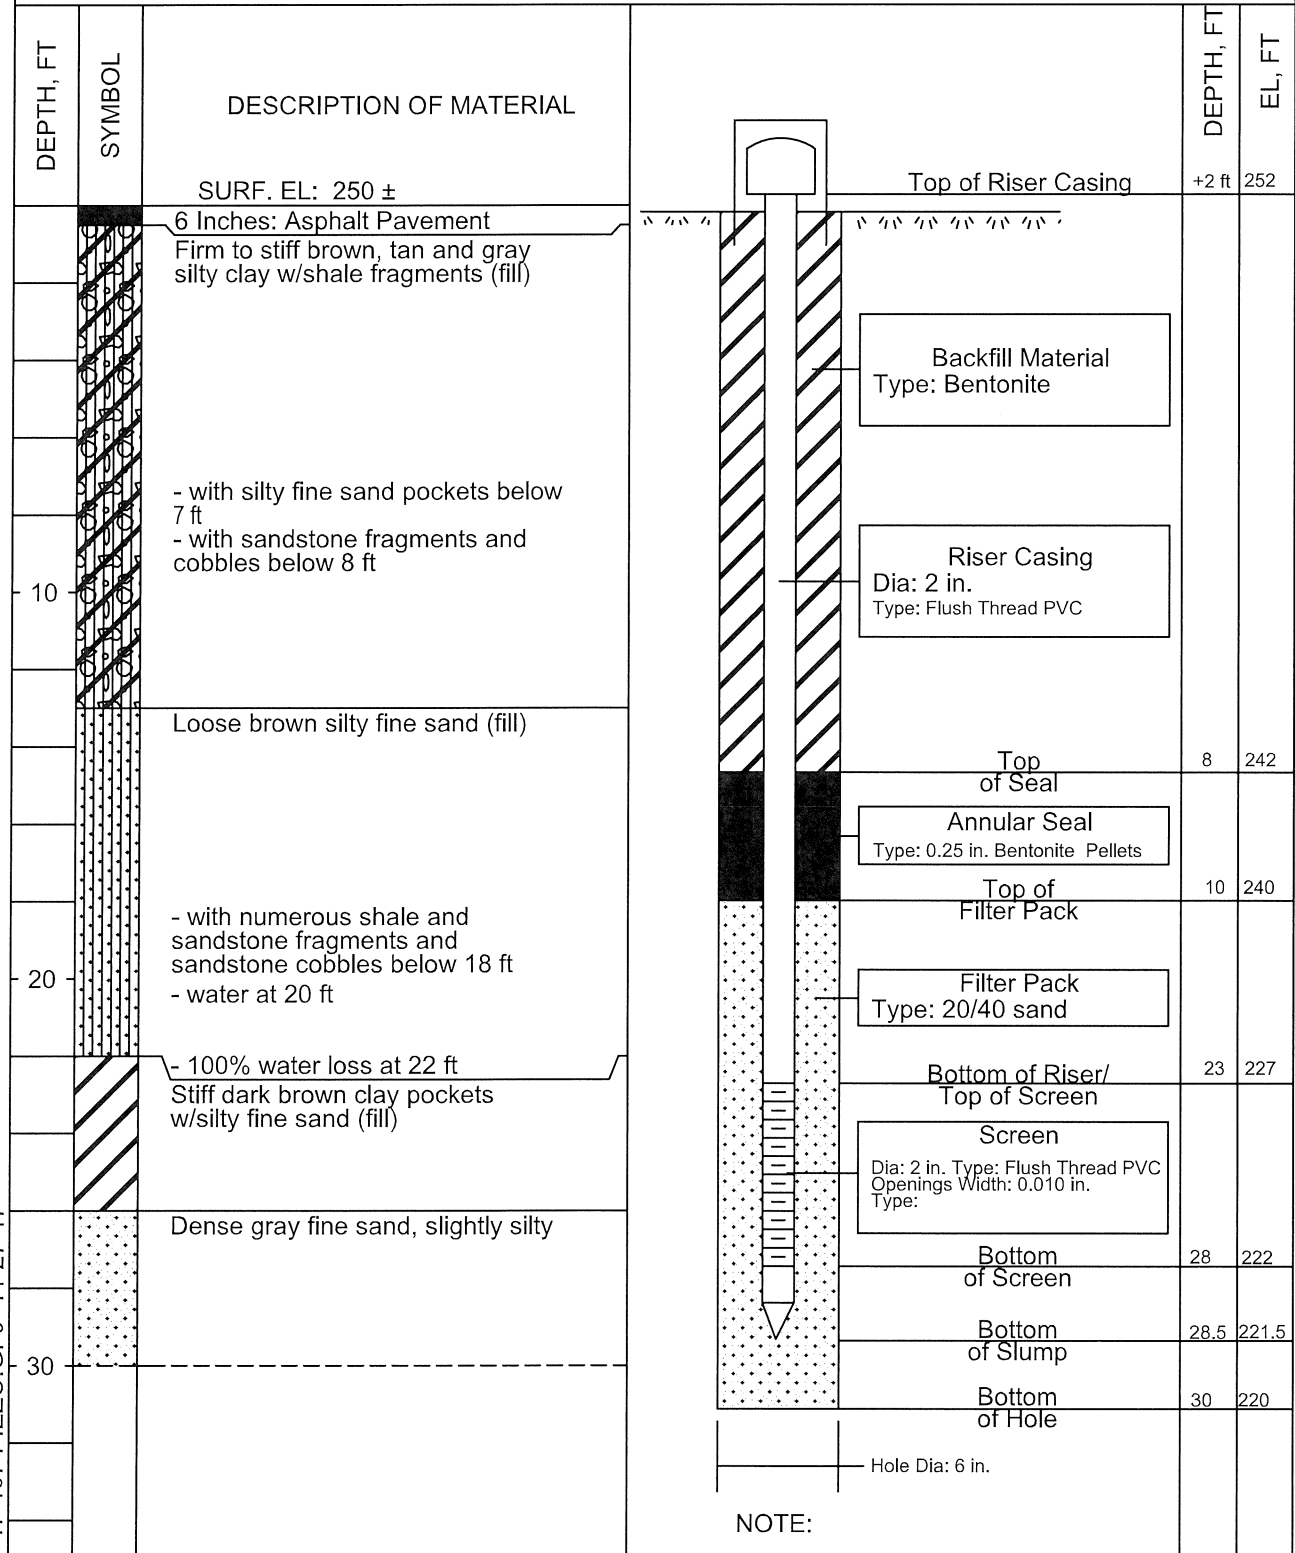 DEPTH, FT
SYMBOL
DESCRIPTION OF MATERIAL
SURF. EL: 250 ±
6 Inches: Asphalt Pavement
Firm to stiff brown, tan and gray
silty clay w/shale fragments (fill)
- with silty fine sand pockets below
7 ft
- with sandstone fragments and
cobbles below 8 ft
10
Loose brown silty fine sand (fill)
- with numerous shale and
sandstone fragments and
sandstone cobbles below 18 ft
20
- water at 20 ft
- 100% water loss at 22 ft
Stiff dark brown clay pockets
w/silty fine sand (fill)
Dense gray fine sand, slightly silty
30
DEPTH, FT
EL, FT
Top of Riser Casing +2 ft 252
Backfill Material
Type: Bentonite
Riser Casing
Dia: 2 in.
Type: Flush Thread PVC
Top 8 242
of Seal
Annular Seal
Type: 0.25 in. Bentonite Pellets
Top of 10 240
Filter Pack
Filter Pack
Type: 20/40 sand
Bottom of Riser/ 23 227
Top of Screen
Screen
Dia: 2 in. Type: Flush Thread PVC
Openings Width: 0.010 in.
Type:
Bottom 28 222
of Screen
Bottom 28.5 221.5
of Slump
Bottom 30 220
of Hole
Hole Dia: 6 in.
NOTE: